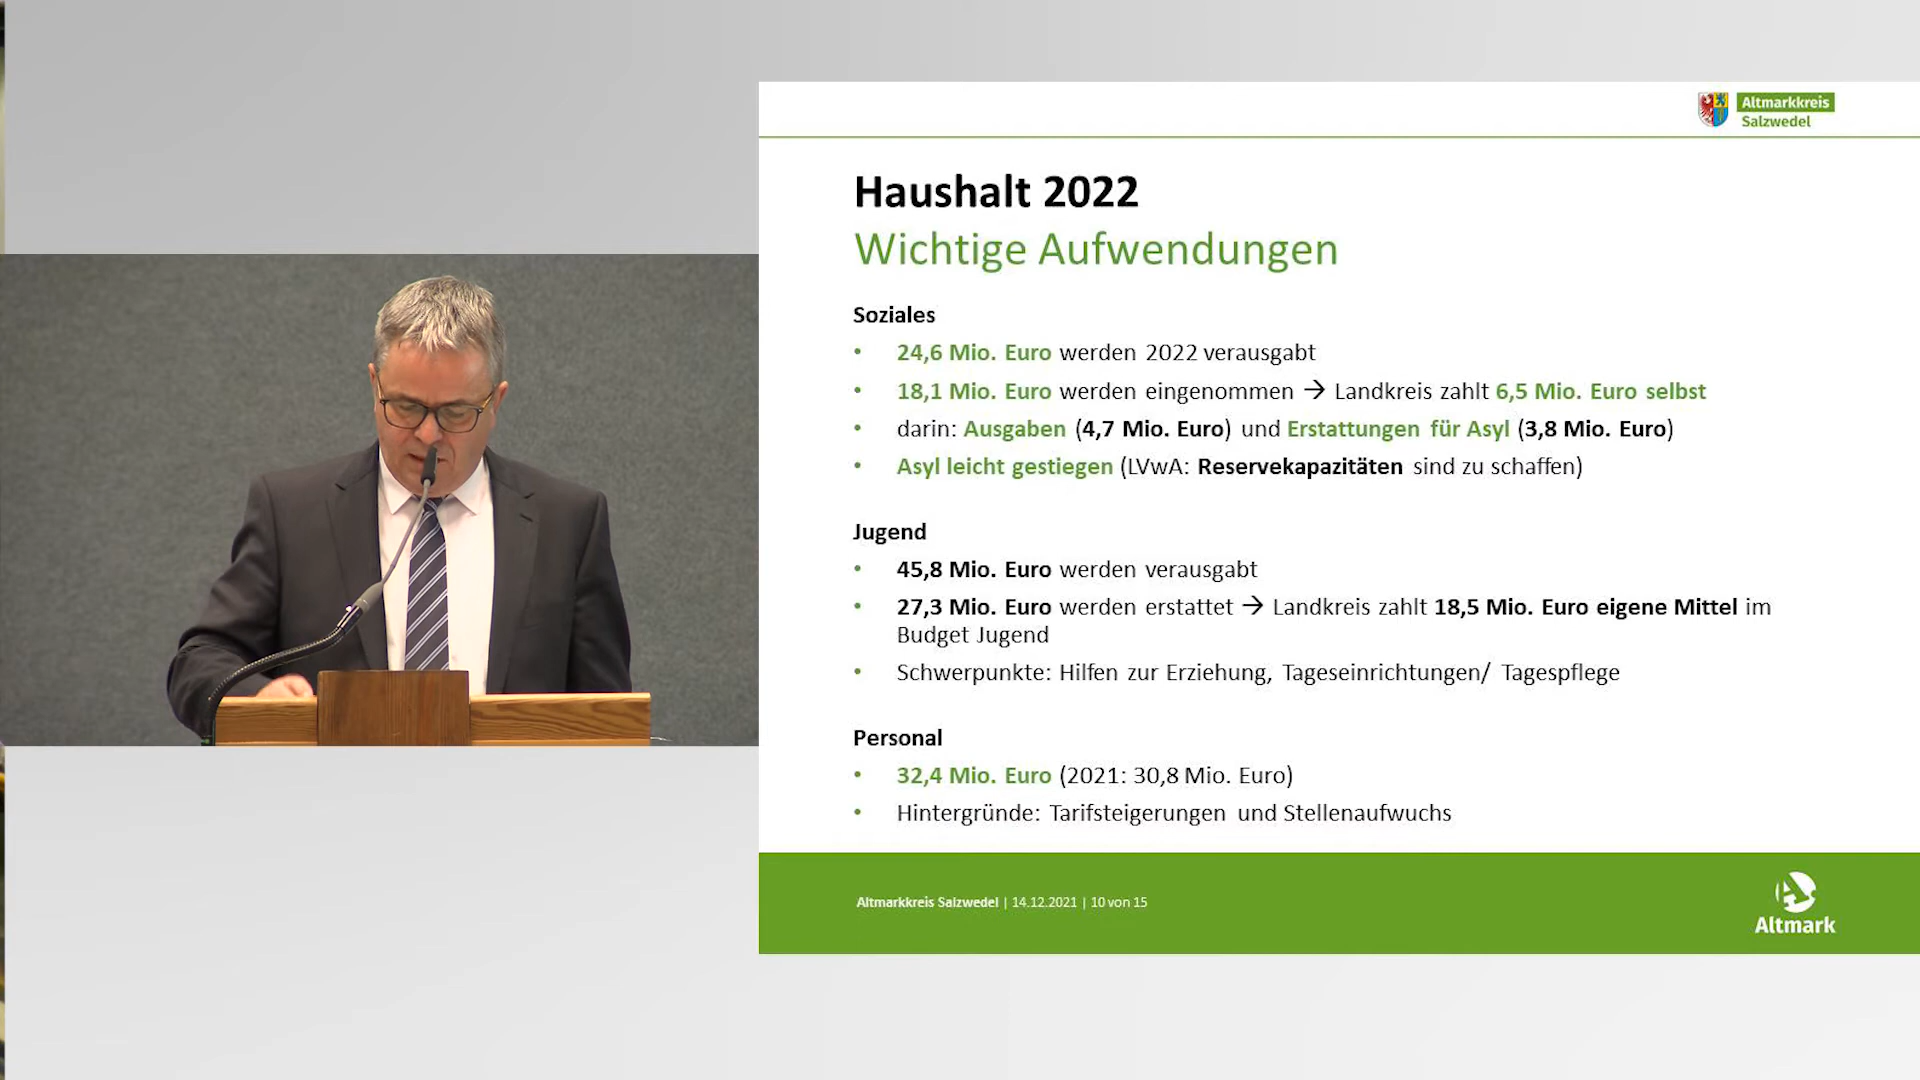 Altmarkkreis
Salzwedel
Haushalt 2022
Wichtige Aufwendungen
Soziales
• 24,6 Mio. Euro werden 2022 verausgabt
• 18,1 Mio. Euro werden eingenommen → Landkreis zahlt 6,5 Mio. Euro selbst
• darin: Ausgaben (4,7 Mio. Euro) und Erstattungen für Asyl (3,8 Mio. Euro)
• Asyl leicht gestiegen (LVwA: Reservekapazitäten sind zu schaffen)
Jugend
• 45,8 Mio. Euro werden verausgabt
• 27,3 Mio. Euro werden erstattet → Landkreis zahlt 18,5 Mio. Euro eigene Mittel im
Budget Jugend
• Schwerpunkte: Hilfen zur Erziehung, Tageseinrichtungen/ Tagespflege
Personal
• 32,4 Mio. Euro (2021: 30,8 Mio. Euro)
• Hintergründe: Tarifsteigerungen und Stellenaufwuchs
Altmarkkreis Salzwedel | 14.12.2021 | 10 von 15
Altmark